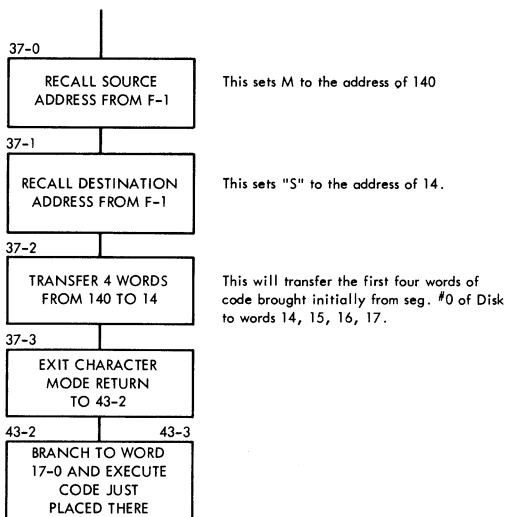 37-0
RECALL SOURCE
ADDRESS FROM F-1
This sets M to the address of 140
37-1
RECALL DESTINATION
ADDRESS FROM F-1
This sets "S" to the address of 14.
37-2
TRANSFER 4 WORDS
FROM 140 TO 14
This will transfer the first four words of
code brought initially from seg. #0 of Disk
to words 14, 15, 16, 17.
37-3
EXIT CHARACTER
MODE RETURN
TO 43-2
43-2 43-3
BRANCH TO WORD
17-0 AND EXECUTE
CODE JUST
PLACED THERE